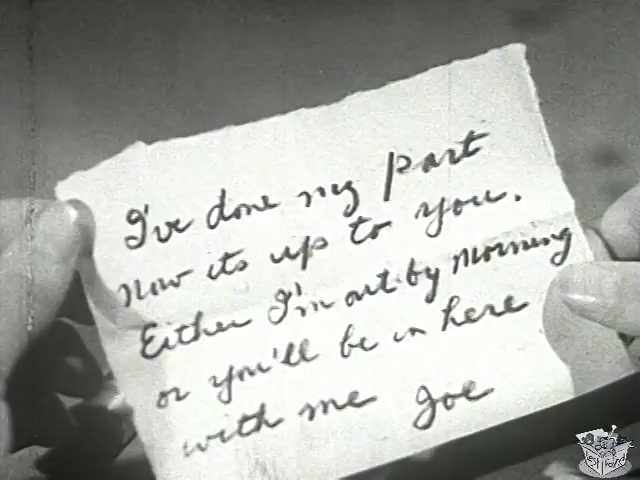 I've done my part
now its up to you.
Either I'm out by morning
or you'll be in here
with me Joe